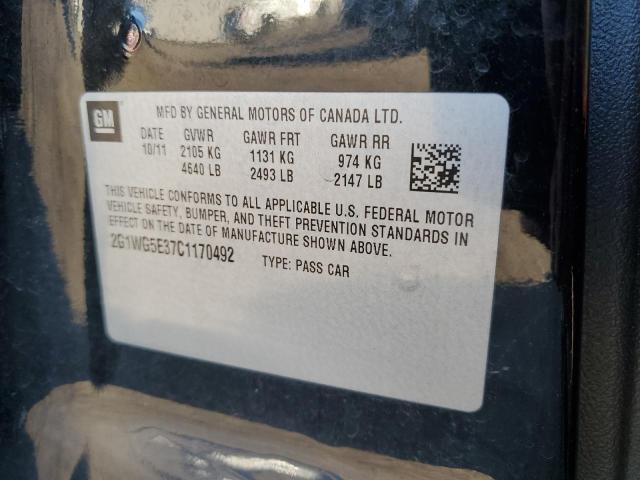 GM
MFD BY GENERAL MOTORS OF CANADA LTD.
DATE GVWR GAWR FRT GAWR RR
10/11 2105 KG 1131 KG 974 KG
4640 LB 2493 LB 2147 LB
THIS VEHICLE CONFORMS TO ALL APPLICABLE U.S. FEDERAL MOTOR
VEHICLE SAFETY, BUMPER, AND THEFT PREVENTION STANDARDS IN
EFFECT ON THE DATE OF MANUFACTURE SHOWN ABOVE.
2G1WG5E37C1170492 TYPE: PASS CAR